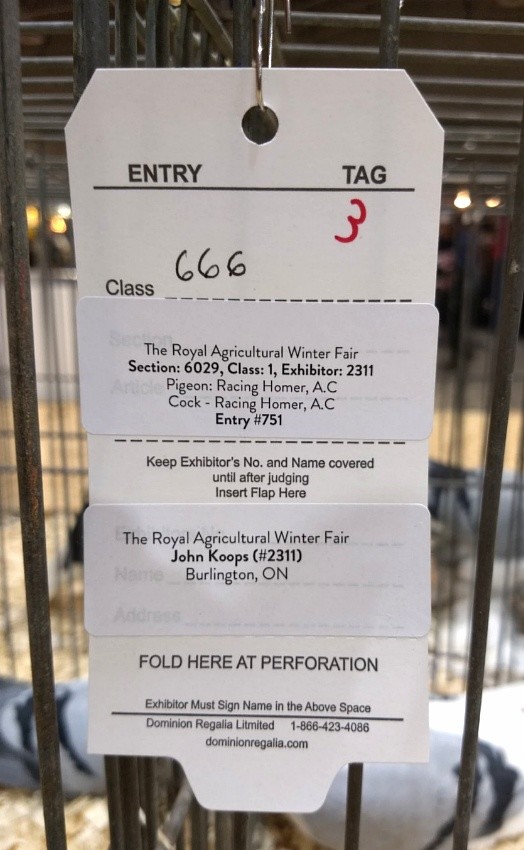 ENTRY TAG
3
666
Class
Section
The Royal Agricultural Winter Fair
Section: 6029, Class: 1, Exhibitor: 2311
Article
Pigeon: Racing Homer, A.C
Cock - Racing Homer, A.C
Entry #751
Keep Exhibitor's No. and Name covered
until after judging
Insert Flap Here
The Royal Agricultural Winter Fair
John Koops (#2311)
Name
Burlington, ON
Address
FOLD HERE AT PERFORATION
Exhibitor Must Sign Name in the Above Space
Dominion Regalia Litmited 1-866-423-4086
dominionregalia.com